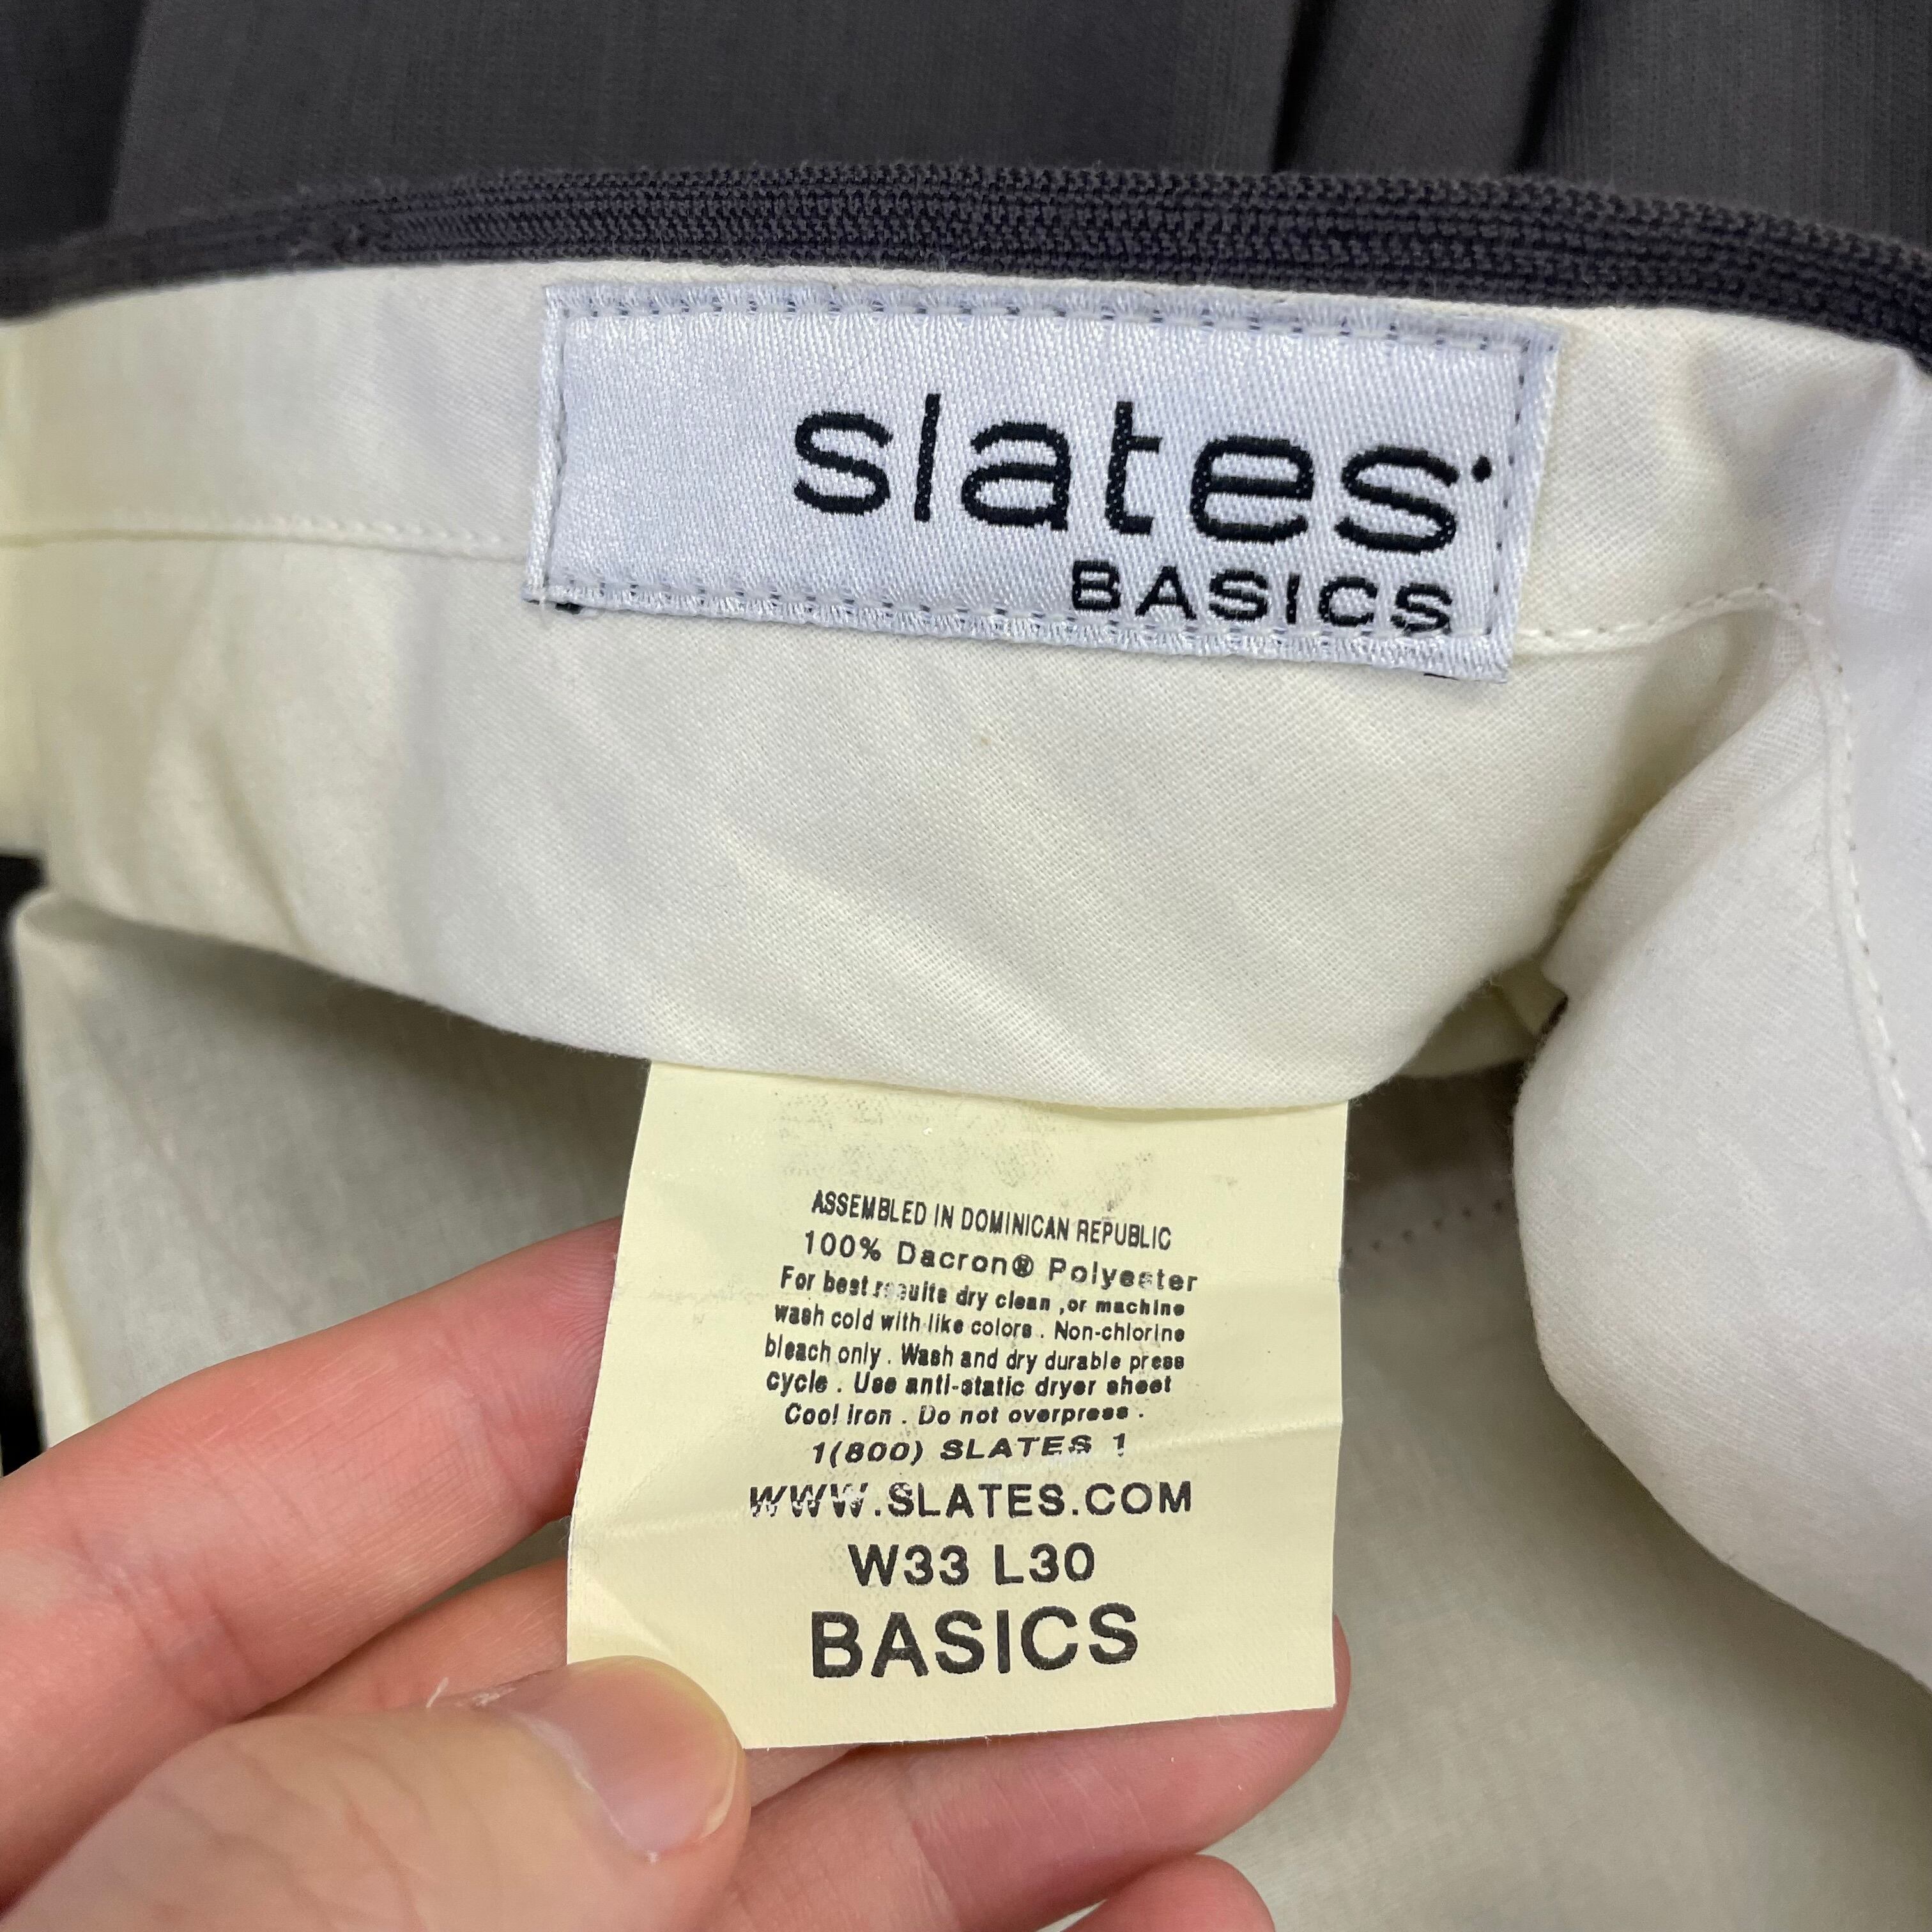 slates
BASICS
ASSEMBLED IN DOMINICAN REPUBLIC
100% Dacron® Polyester
For best results dry clean ,or machine
wash cold with like colors . Non-chlorine
bleach only . Wash and dry durable press
cycle . Use anti-static dryer sheet
Cool iron . Do not overpress .
1(800) SLATES 1
WWW.SLATES.COM
W33 L30
BASICS